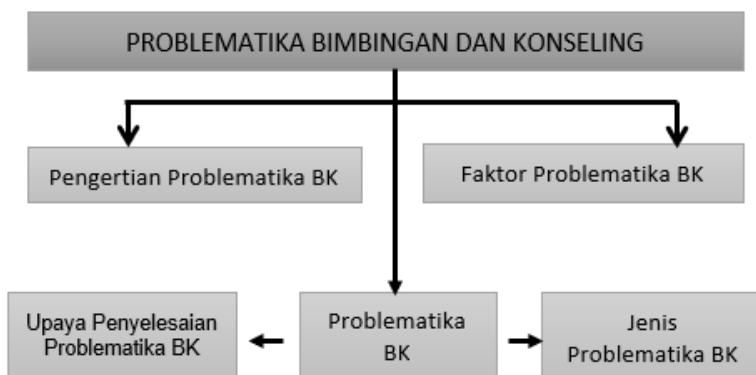 PROBLEMATIKA BIMBINGAN DAN KONSELING
Pengertian Problematika BK
Faktor Problematika BK
Upaya Penyelesaian
Problematika BK
Problematika
BK
Jenis
Problematika BK